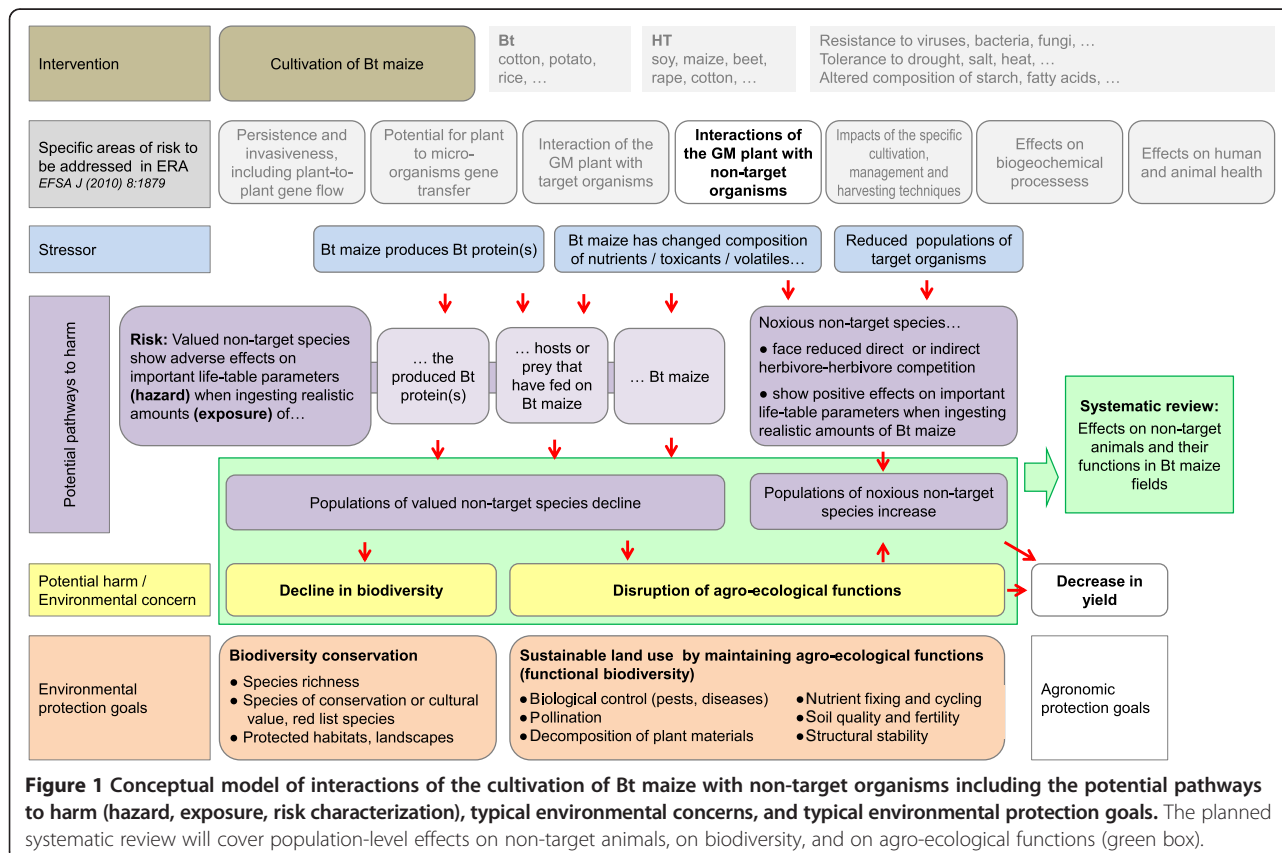 Intervention
Cultivation of Bt maize
Bt
cotton, potato,
rice, …
HT
soy, maize, beet,
rape, cotton, …
Resistance to viruses, bacteria, fungi, …
Tolerance to drought, salt, heat, …
Altered composition of starch, fatty acids, …
Specific areas of risk to
be addressed in ERA
EFSA J (2010) 8:1879
Persistence and
invasiveness,
including plant-to-
plant gene flow
Potential for plant
to micro-
organisms gene
transfer
Interaction of the
GM plant with
target organisms
Interactions of
the GM plant with
non-target
organisms
Impacts of the specific
cultivation,
management and
harvesting techniques
Effects on
biogeochemical
processess
Effects on human
and animal health
Stressor
Bt maize produces Bt protein(s)
Bt maize has changed composition
of nutrients / toxicants / volatiles…
Reduced populations of
target organisms
Potential pathways to harm
Risk: Valued non-target species
show adverse effects on
important life-table parameters
(hazard) when ingesting realistic
amounts (exposure) of…
… the
produced Bt
protein(s)
… hosts or
prey that
have fed on
Bt maize
… Bt maize
Noxious non-target species…
● face reduced direct or indirect
herbivore-herbivore competition
● show positive effects on important
life-table parameters when ingesting
realistic amounts of Bt maize
Systematic review:
Effects on non-target
animals and their
functions in Bt maize
fields
Populations of valued non-target species decline
Populations of noxious non-target
species increase
Potential harm /
Environmental concern
Decline in biodiversity
Disruption of agro-ecological functions
Decrease in
yield
Environmental
protection goals
Biodiversity conservation
● Species richness
● Species of conservation or cultural
value, red list species
● Protected habitats, landscapes
Sustainable land use by maintaining agro-ecological functions
(functional biodiversity)
● Biological control (pests, diseases)
● Pollination
● Decomposition of plant materials
● Nutrient fixing and cycling
● Soil quality and fertility
● Structural stability
Agronomic
protection goals
Figure 1 Conceptual model of interactions of the cultivation of Bt maize with non-target organisms including the potential pathways
to harm (hazard, exposure, risk characterization), typical environmental concerns, and typical environmental protection goals. The planned
systematic review will cover population-level effects on non-target animals, on biodiversity, and on agro-ecological functions (green box).